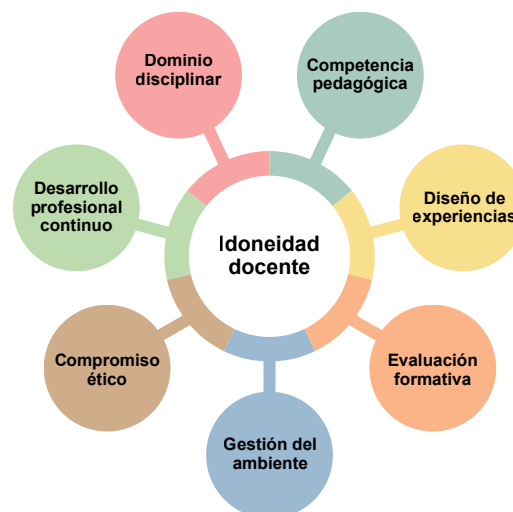 Dominio
disciplinar
Competencia
pedagógica
Desarrollo
profesional
continuo
Diseño de
experiencias
Idoneidad
docente
Compromiso
ético
Evaluación
formativa
Gestión del
ambiente